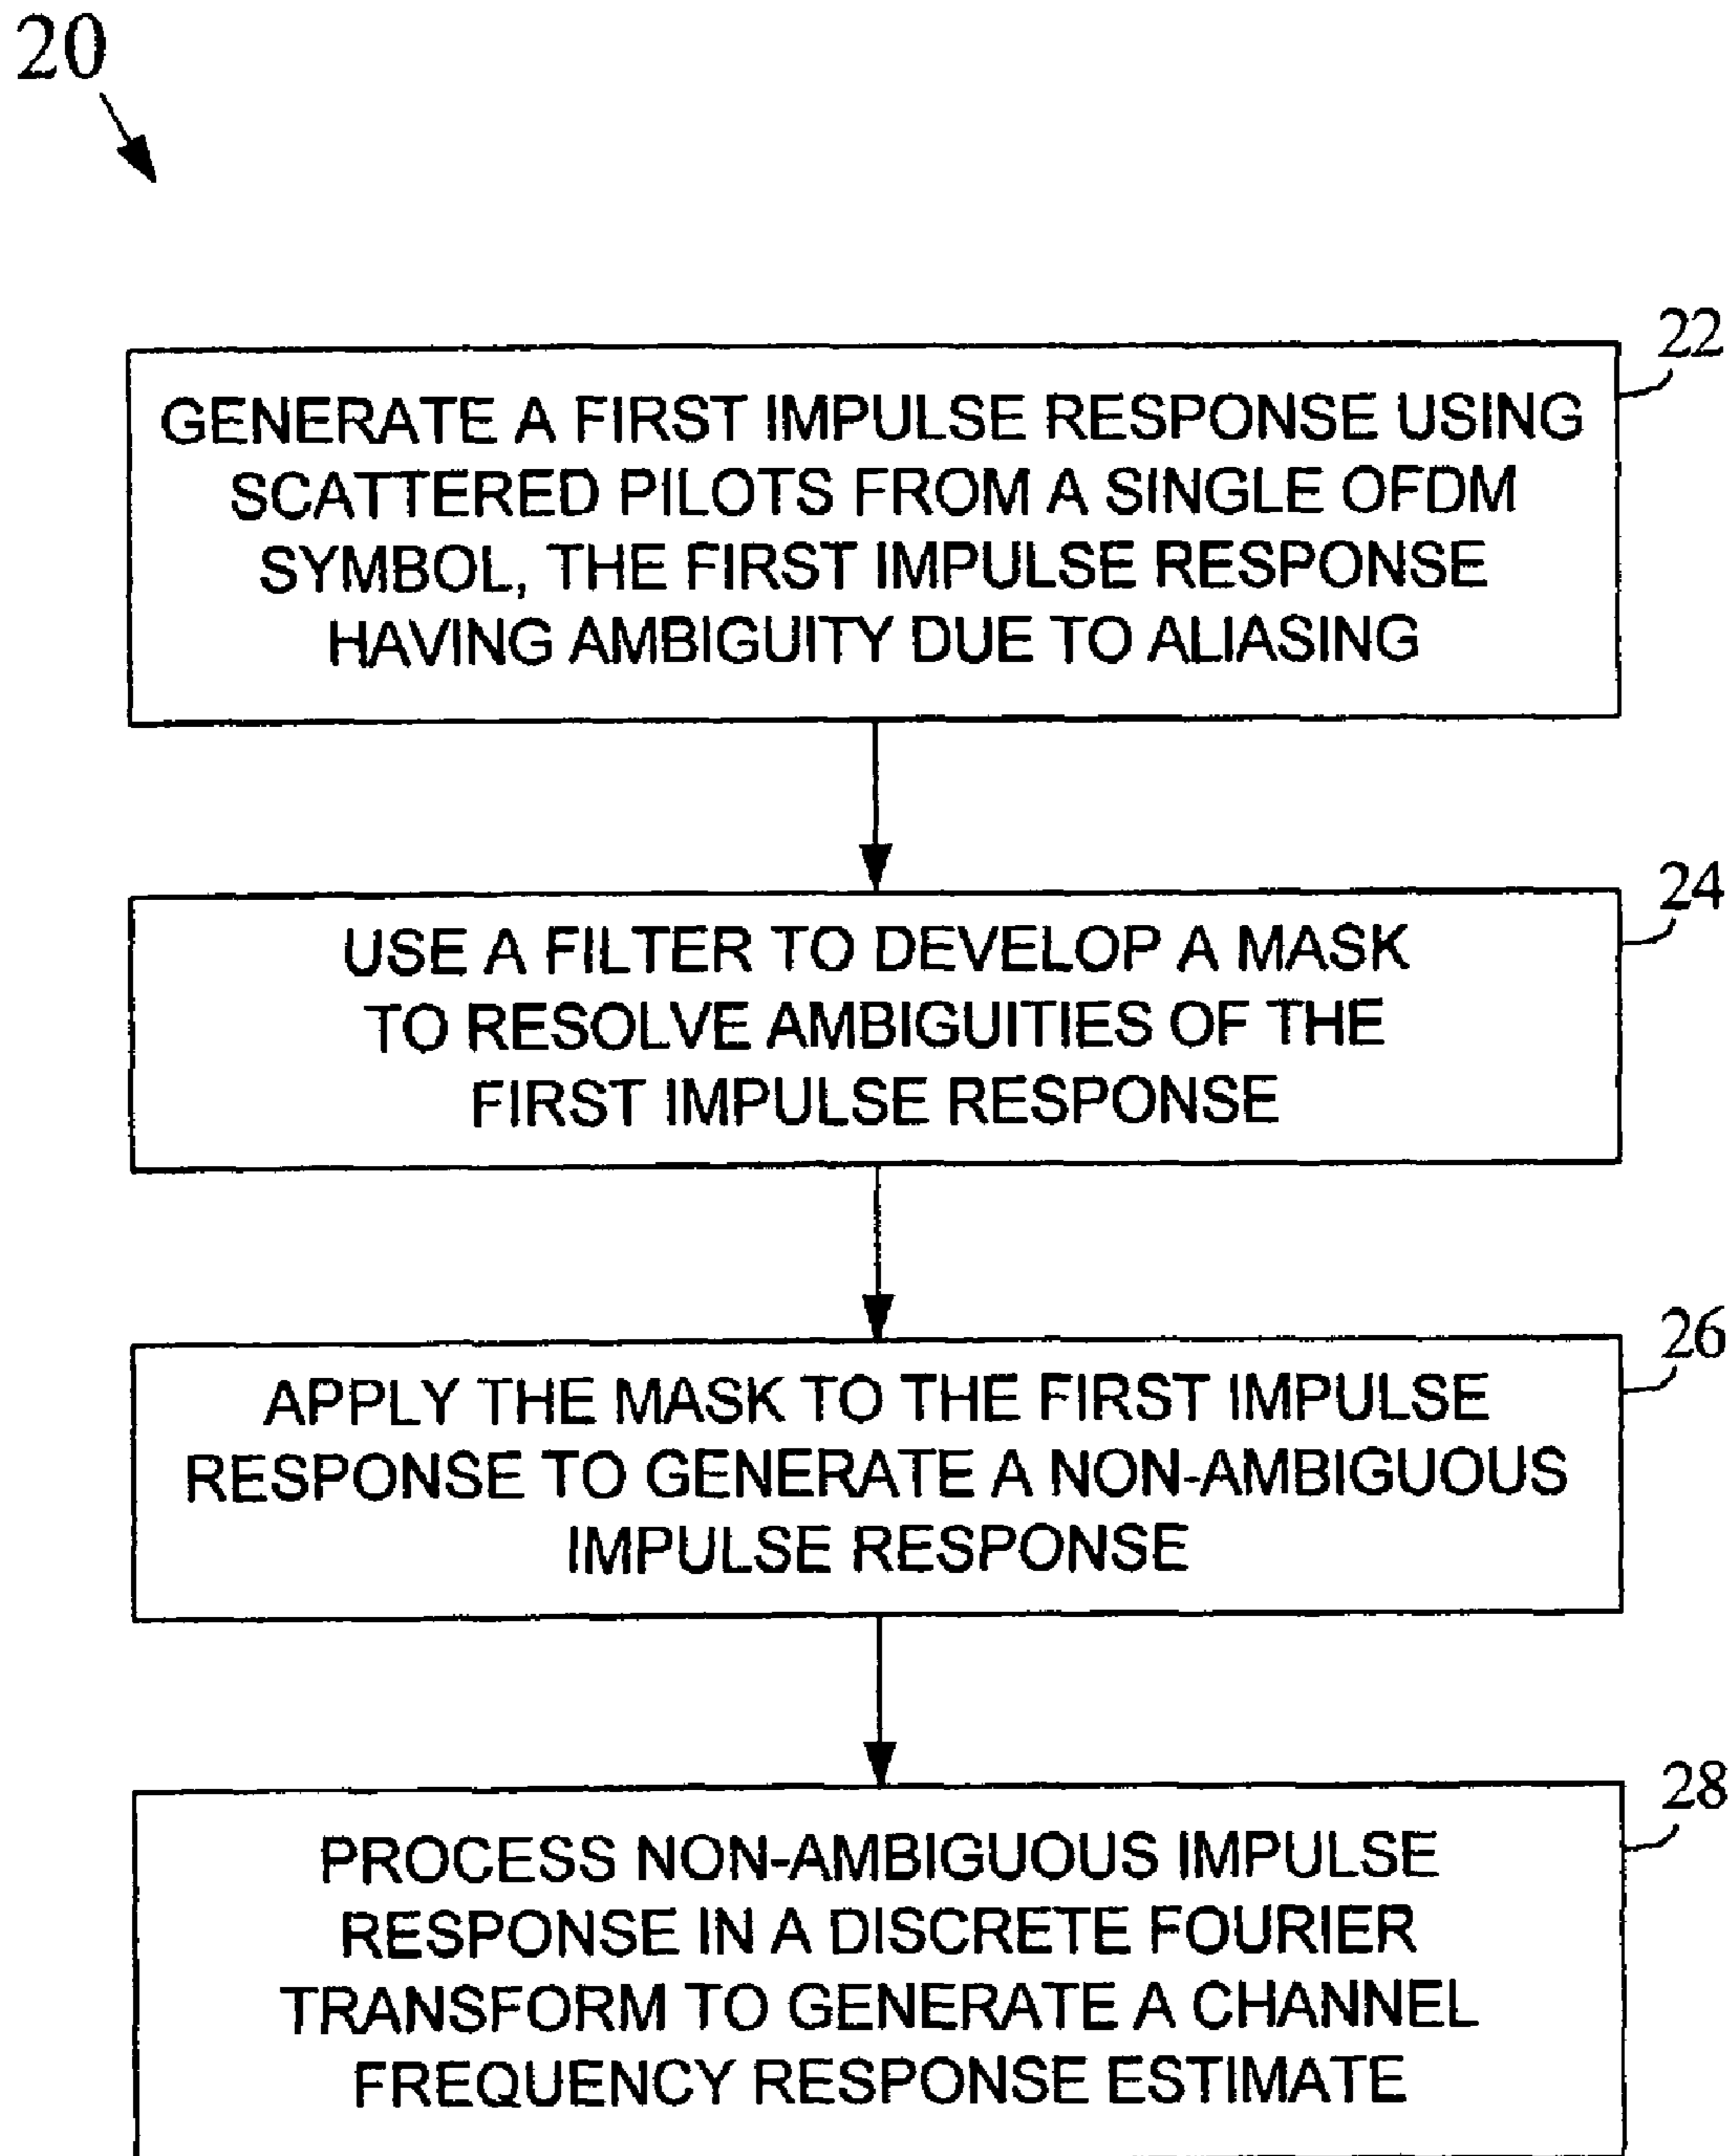 20
22
GENERATE A FIRST IMPULSE RESPONSE USING
SCATTERED PILOTS FROM A SINGLE OFDM
SYMBOL, THE FIRST IMPULSE RESPONSE
HAVING AMBIGUITY DUE TO ALIASING
24
USE A FILTER TO DEVELOP A MASK
TO RESOLVE AMBIGUITIES OF THE
FIRST IMPULSE RESPONSE
26
APPLY THE MASK TO THE FIRST IMPULSE
RESPONSE TO GENERATE A NON-AMBIGUOUS
IMPULSE RESPONSE
28
PROCESS NON-AMBIGUOUS IMPULSE
RESPONSE IN A DISCRETE FOURIER
TRANSFORM TO GENERATE A CHANNEL
FREQUENCY RESPONSE ESTIMATE